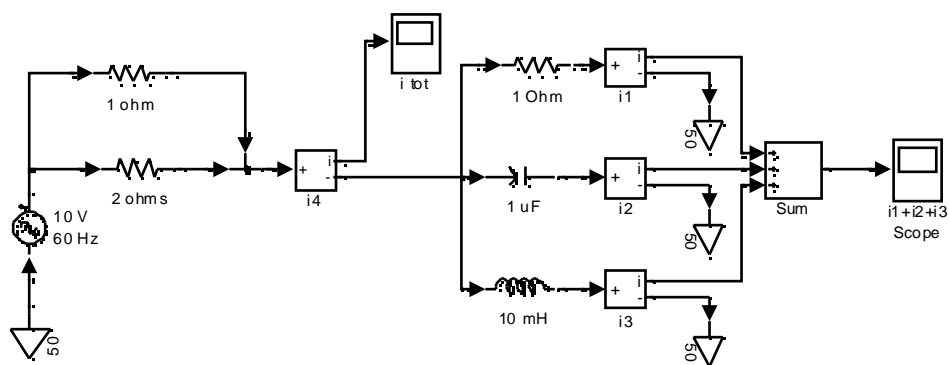 i tot
1 ohm
2 ohms
+
i
-
i4
10 V
60 Hz
50
1 Ohm
+
i
-
i1
50
1 uF
+
i
-
i2
50
10 mH
+
i
-
i3
50
+
+
+
Sum
i1+i2+i3
Scope